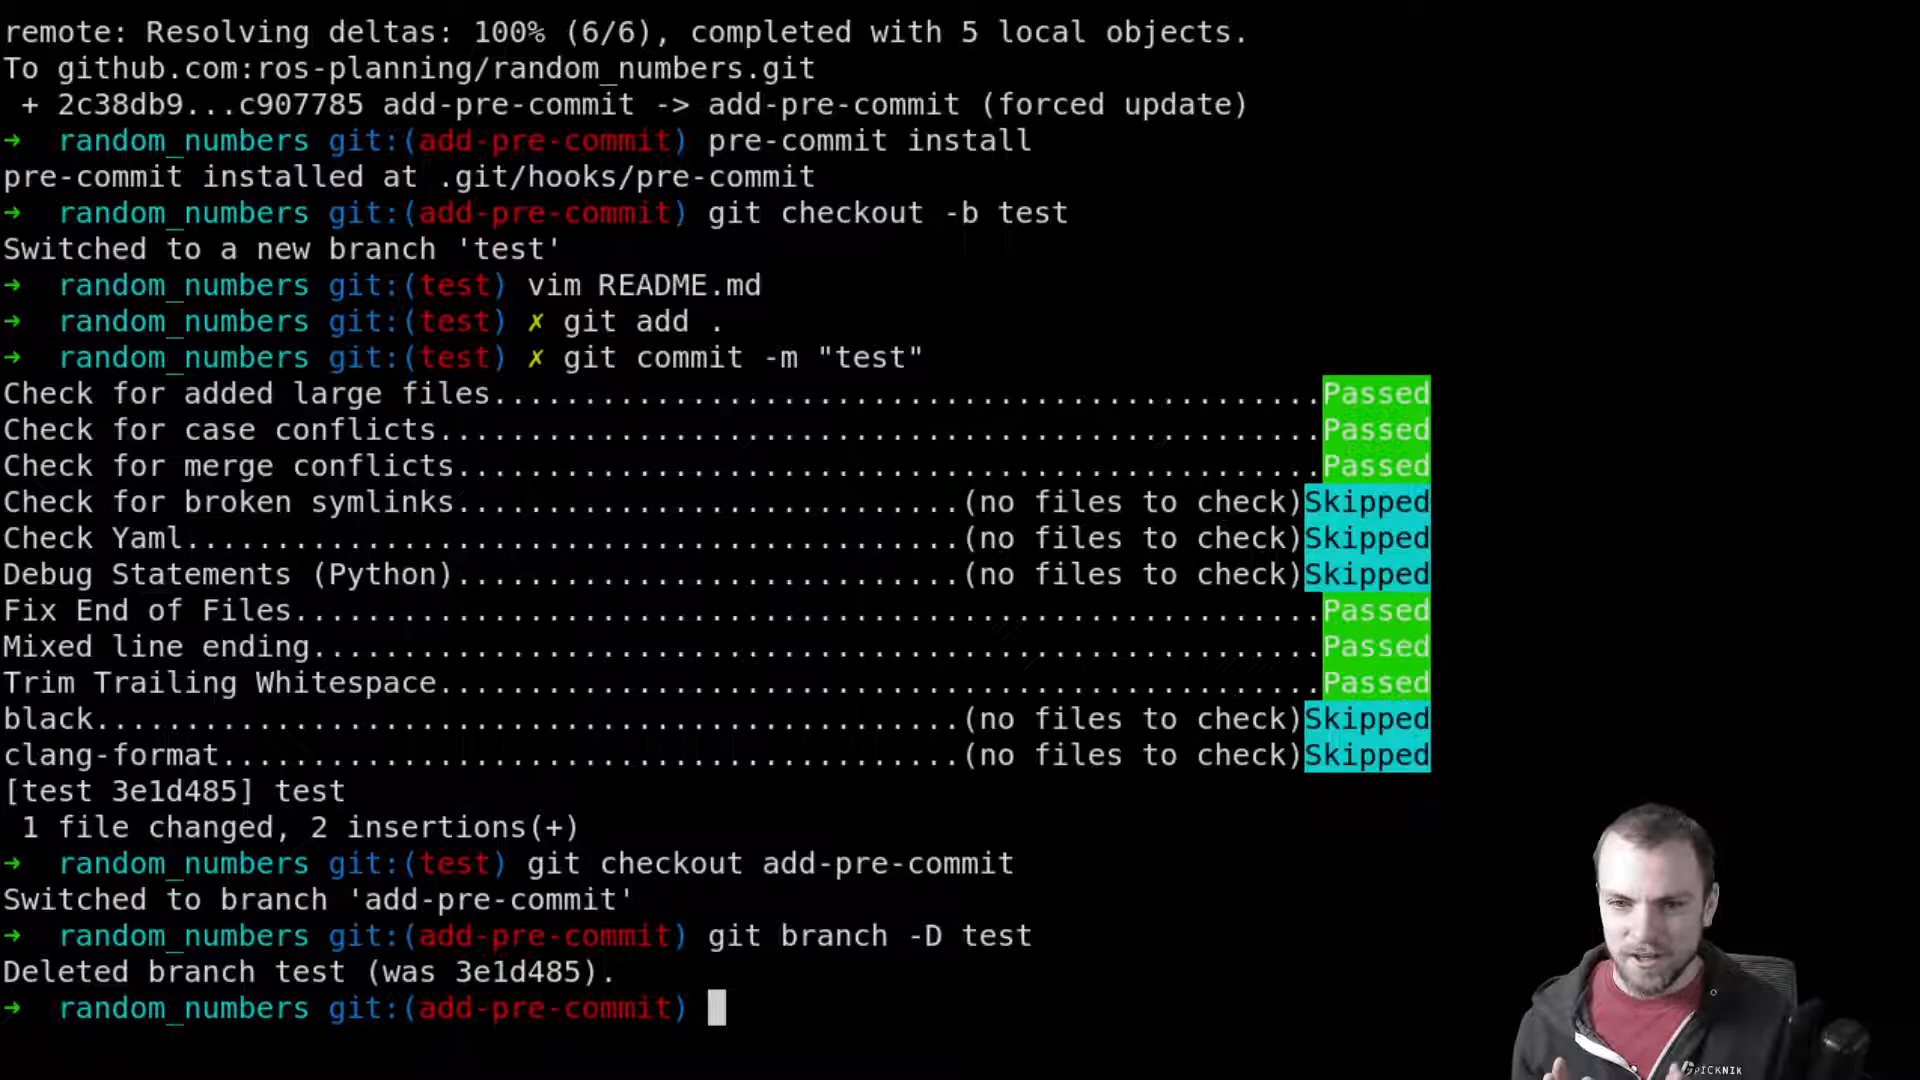 remote: Resolving deltas: 100% (6/6), completed with 5 local objects.
To github.com:ros-planning/random_numbers.git
 + 2c38db9...c907785 add-pre-commit -> add-pre-commit (forced update)
→  random_numbers git:(add-pre-commit) pre-commit install
pre-commit installed at .git/hooks/pre-commit
→  random_numbers git:(add-pre-commit) git checkout -b test
Switched to a new branch 'test'
→  random_numbers git:(test) vim README.md
→  random_numbers git:(test) ✗ git add .
→  random_numbers git:(test) ✗ git commit -m "test"
Check for added large files..............................................Passed
Check for case conflicts.................................................Passed
Check for merge conflicts................................................Passed
Check for broken symlinks............................(no files to check)Skipped
Check Yaml...........................................(no files to check)Skipped
Debug Statements (Python)............................(no files to check)Skipped
Fix End of Files.........................................................Passed
Mixed line ending........................................................Passed
Trim Trailing Whitespace.................................................Passed
black................................................(no files to check)Skipped
clang-format.........................................(no files to check)Skipped
[test 3e1d485] test
 1 file changed, 2 insertions(+)
→  random_numbers git:(test) git checkout add-pre-commit
Switched to branch 'add-pre-commit'
→  random_numbers git:(add-pre-commit) git branch -D test
Deleted branch test (was 3e1d485).
→  random_numbers git:(add-pre-commit)
PICKNIK